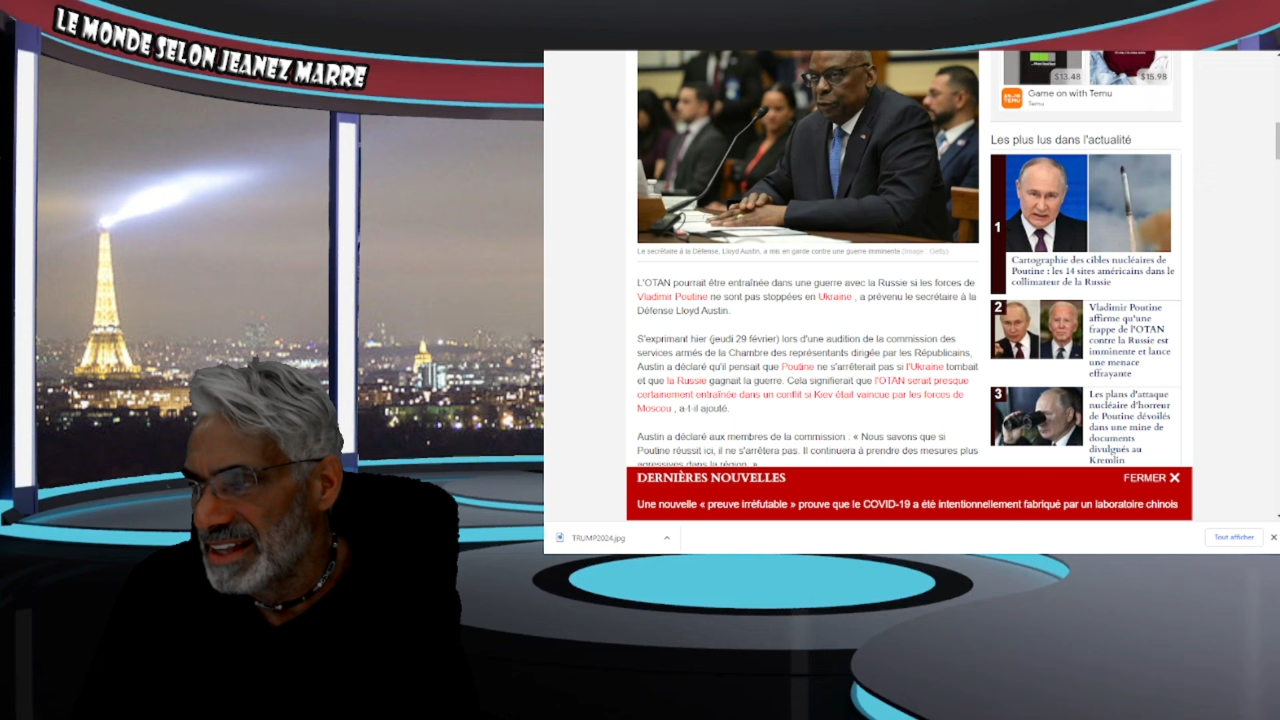 LE MONDE SELON JEANEZ MARRE
$13.48
$15.98
Game on with Temu
Temu
Les plus lus dans l'actualité
1
Cartographie des cibles nucléaires de
Poutine : les 14 sites américains dans le
collimateur de la Russie
2
Vladimir Poutine
affirme qu'une
frappe de l'OTAN
contre la Russie est
imminente et lance
une menace
effrayante
3
Les plans d'attaque
nucléaire d'horreur
de Poutine dévoilés
dans une mine de
documents
divulgués au
Kremlin
Le secrétaire à la Défense, Lloyd Austin, a mis en garde contre une guerre imminente (Image : Getty)
L'OTAN pourrait être entraînée dans une guerre avec la Russie si les forces de
Vladimir Poutine ne sont pas stoppées en Ukraine , a prévenu le secrétaire à la
Défense Lloyd Austin.
S'exprimant hier (jeudi 29 février) lors d'une audition de la commission des
services armés de la Chambre des représentants dirigée par les Républicains,
Austin a déclaré qu'il pensait que Poutine ne s'arrêterait pas si l'Ukraine tombait
et que la Russie gagnait la guerre. Cela signifierait que l'OTAN serait presque
certainement entraînée dans un conflit si Kiev était vaincue par les forces de
Moscou , a-t-il ajouté.
Austin a déclaré aux membres de la commission : « Nous savons que si
Poutine réussit ici, il ne s'arrêtera pas. Il continuera à prendre des mesures plus
agressives dans la région. »
DERNIÈRES NOUVELLES
FERMER ✕
Une nouvelle « preuve irréfutable » prouve que le COVID-19 a été intentionnellement fabriqué par un laboratoire chinois
TRUMP2024.jpg
Tout afficher